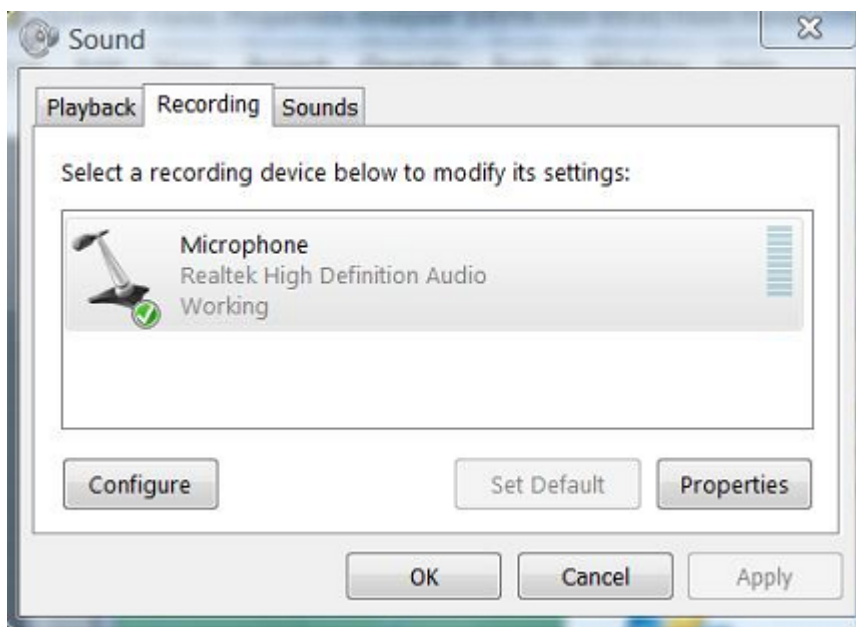 Sound
Playback Recording Sounds
Select a recording device below to modify its settings:
Microphone
Realtek High Definition Audio
Working
Configure Set Default Properties
OK Cancel Apply